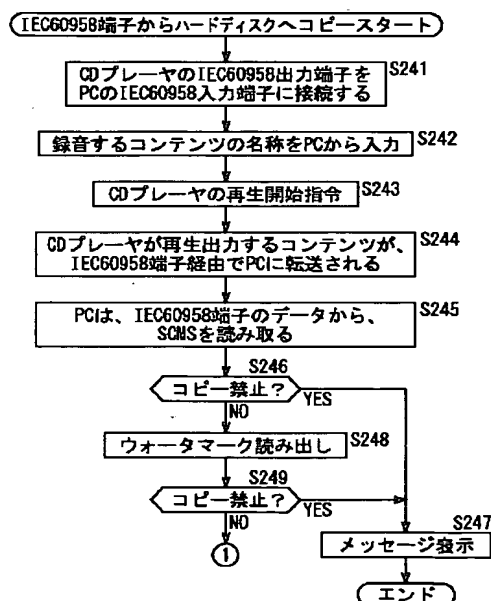 IEC60958端子からハードディスクへコピースタート
CDプレーヤのIEC60958出力端子を
PCのIEC60958入力端子に接続する
S241
録音するコンテンツの名称をPCから入力
S242
CDプレーヤの再生開始指令
S243
CDプレーヤが再生出力するコンテンツが、
IEC60958端子経由でPCに転送される
S244
PCは、IEC60958端子のデータから、
SCMSを読み取る
S245
S246
コピー禁止?
YES
NO
ウォータマーク読み出し
S248
S249
コピー禁止?
YES
NO
1
S247
メッセージ表示
エンド